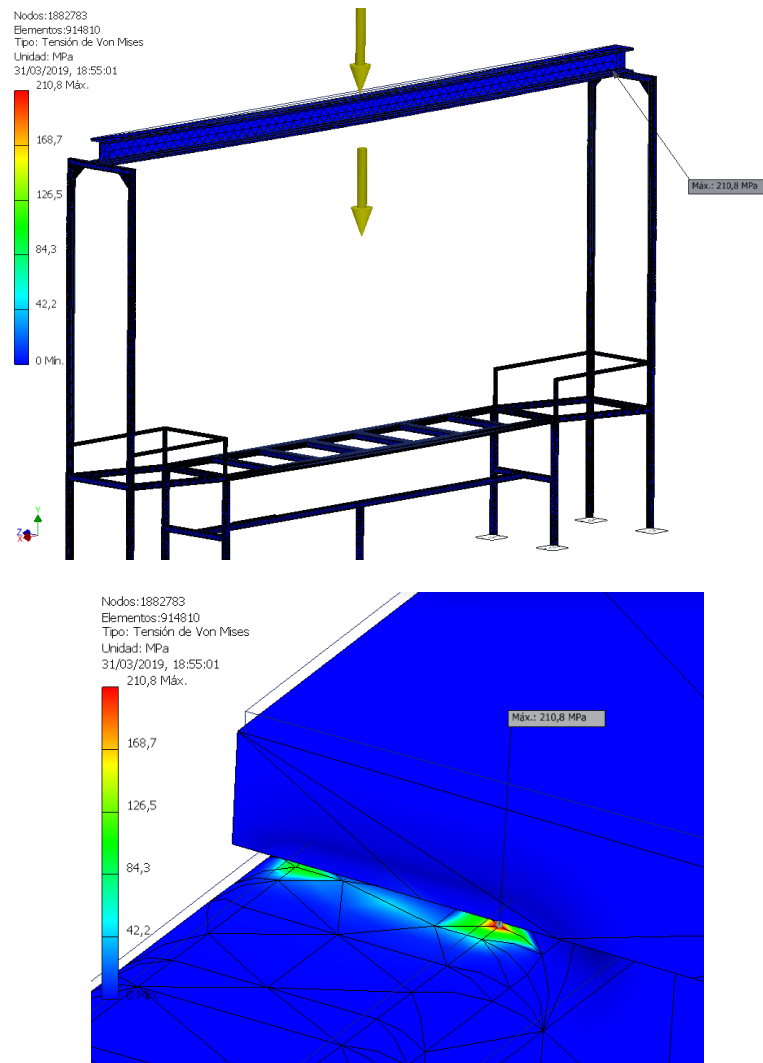 Nodos:1882783
Elementos:914810
Tipo: Tensión de Von Mises
Unidad: MPa
31/03/2019, 18:55:01
210,8 Máx.
168,7
126,5
84,3
42,2
0 Mín.
Máx.: 210,8 MPa
Y
Z
X
Nodos:1882783
Elementos:914810
Tipo: Tensión de Von Mises
Unidad: MPa
31/03/2019, 18:55:01
210,8 Máx.
168,7
126,5
84,3
42,2
Máx.: 210,8 MPa